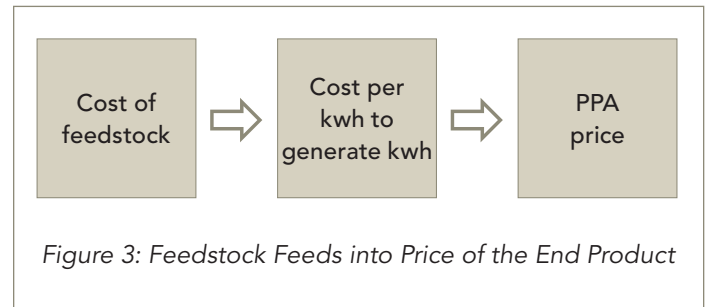 Cost of
feedstock
Cost per
kwh to
generate kwh
PPA
price
Figure 3: Feedstock Feeds into Price of the End Product